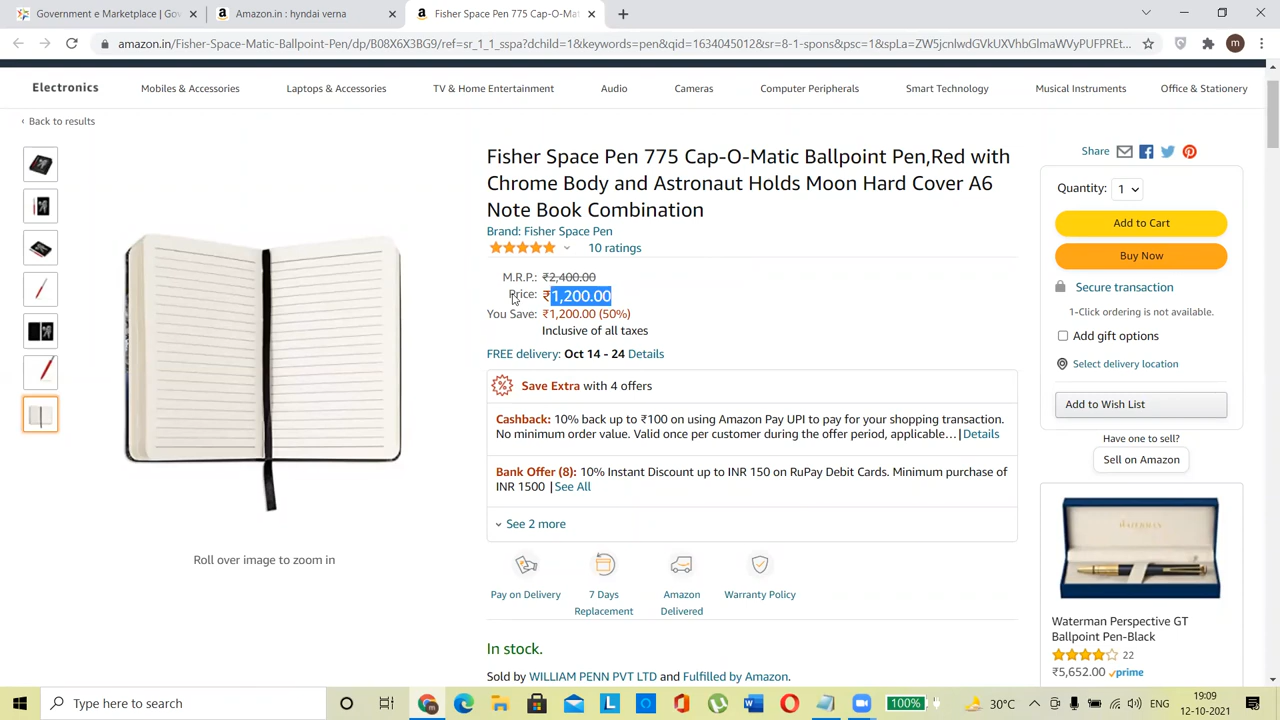 Government e Marketplace | Gov
Amazon.in : hyndai verna
Fisher Space Pen 775 Cap-O-Mat
amazon.in/Fisher-Space-Matic-Ballpoint-Pen/dp/B08X6X3BG9/ref=sr_1_1_sspa?dchild=1&keywords=pen&qid=1634045012&sr=8-1-spons&psc=1&spLa=ZW5jcnlwdGVkUXVhbGlmaWVyPUFPREt...
m
Electronics
Mobiles & Accessories
Laptops & Accessories
TV & Home Entertainment
Audio
Cameras
Computer Peripherals
Smart Technology
Musical Instruments
Office & Stationery
‹ Back to results
Fisher Space Pen 775 Cap-O-Matic Ballpoint Pen,Red with
Chrome Body and Astronaut Holds Moon Hard Cover A6
Note Book Combination
Brand: Fisher Space Pen
10 ratings
M.R.P.: ₹2,400.00
Price: ₹1,200.00
You Save: ₹1,200.00 (50%)
Inclusive of all taxes
FREE delivery: Oct 14 - 24 Details
Save Extra with 4 offers
Cashback: 10% back up to ₹100 on using Amazon Pay UPI to pay for your shopping transaction.
No minimum order value. Valid once per customer during the offer period, applicable… | Details
Bank Offer (8): 10% Instant Discount up to INR 150 on RuPay Debit Cards. Minimum purchase of
INR 1500 | See All
See 2 more
Pay on Delivery
7 Days
Replacement
Amazon
Delivered
Warranty Policy
In stock.
Sold by WILLIAM PENN PVT LTD and Fulfilled by Amazon.
Roll over image to zoom in
Share
Quantity: 1
Add to Cart
Buy Now
Secure transaction
1-Click ordering is not available.
Add gift options
Select delivery location
Add to Wish List
Have one to sell?
Sell on Amazon
WATERMAN
Waterman Perspective GT
Ballpoint Pen-Black
22
₹5,652.00 prime
Type here to search
L
W
100%
30°C
ENG
19:09
12-10-2021